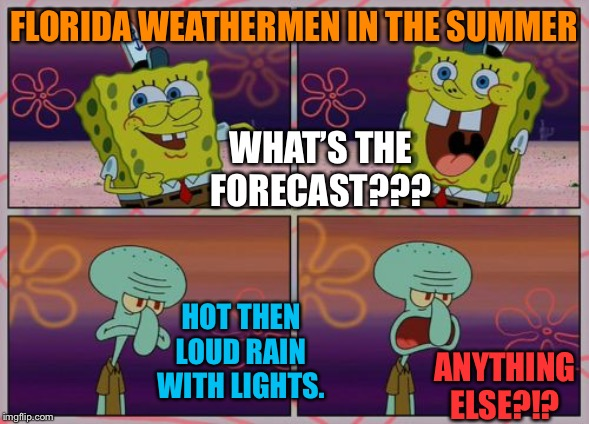 FLORIDA WEATHERMEN IN THE SUMMER
WHAT’S THE
FORECAST???
HOT THEN
LOUD RAIN
WITH LIGHTS.
ANYTHING
ELSE?!?
imgflip.com